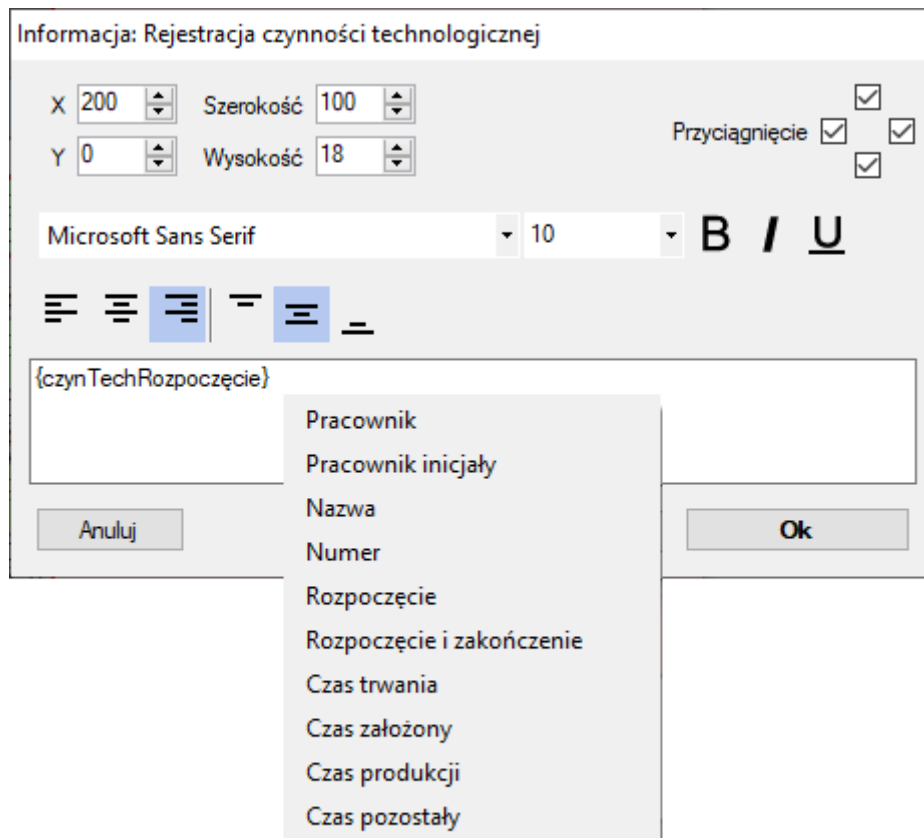 Informacja: Rejestracja czynności technologicznej
X 200 Szerokość 100
Przyciągnięcie
Y 0 Wysokość 18
Microsoft Sans Serif 10 B I U
{czynTechRozpoczęcie}
Pracownik
Pracownik inicjały
Nazwa
Anuluj Ok
Numer
Rozpoczęcie
Rozpoczęcie i zakończenie
Czas trwania
Czas założony
Czas produkcji
Czas pozostały